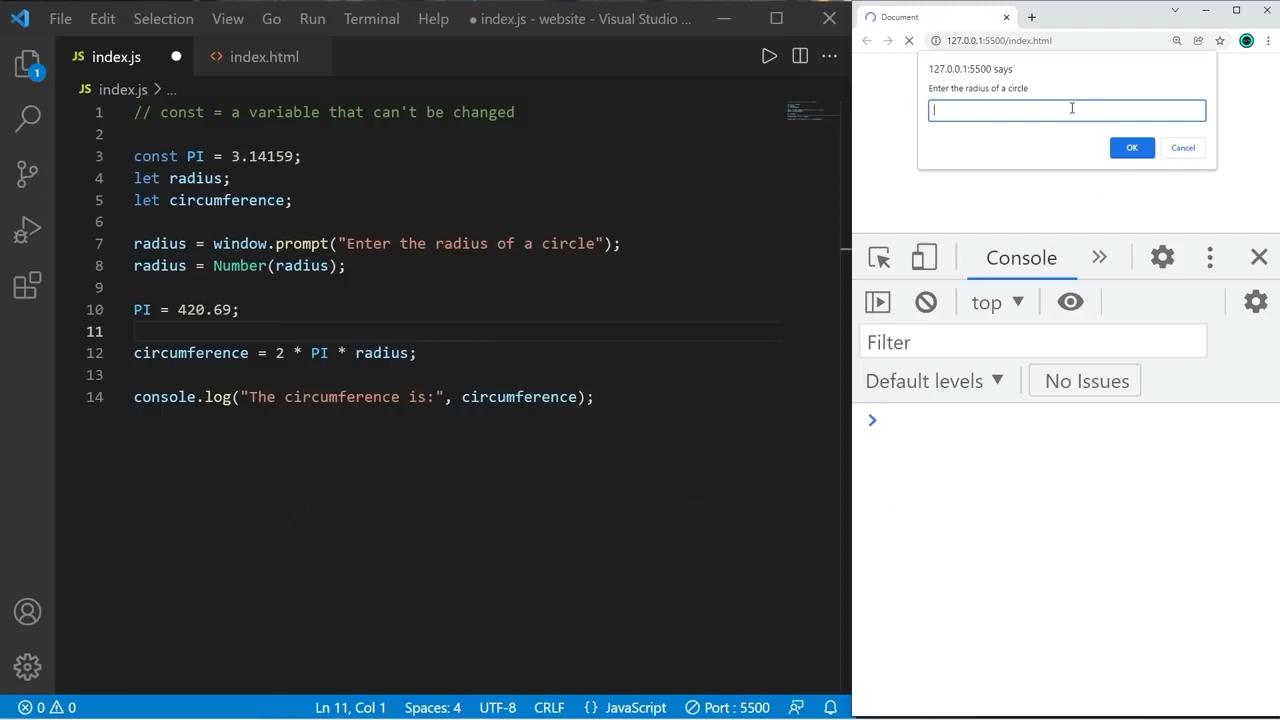 File Edit Selection View Go Run Terminal Help ● index.js - website - Visual Studio ...
JS index.js ● <> index.html
JS index.js > ...
1 // const = a variable that can't be changed
2
3 const PI = 3.14159;
4 let radius;
5 let circumference;
6
7 radius = window.prompt("Enter the radius of a circle");
8 radius = Number(radius);
9
10 PI = 420.69;
11
12 circumference = 2 * PI * radius;
13
14 console.log("The circumference is:", circumference);
1
0 0 Ln 11, Col 1 Spaces: 4 UTF-8 CRLF {} JavaScript Port : 5500
Document
127.0.0.1:5500/index.html
127.0.0.1:5500 says
Enter the radius of a circle
OK Cancel
Console
top
Filter
Default levels No Issues